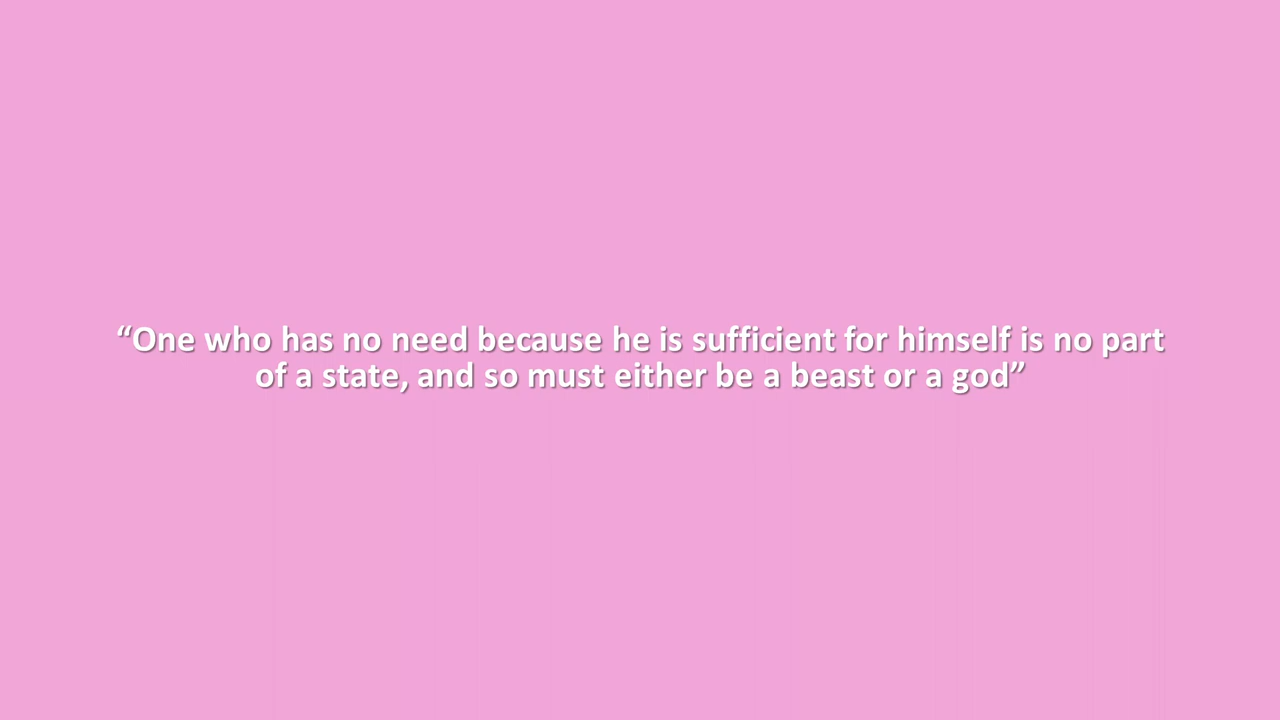 “One who has no need because he is sufficient for himself is no part
of a state, and so must either be a beast or a god”